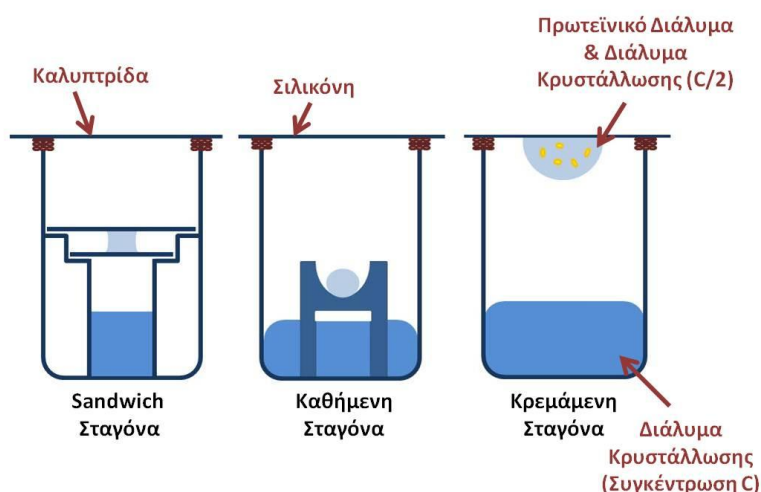 Καλυπτρίδα
Σιλικόνη
Πρωτεϊνικό Διάλυμα
& Διάλυμα
Κρυστάλλωσης (C/2)
Sandwich
Σταγόνα
Καθήμενη
Σταγόνα
Κρεμάμενη
Σταγόνα
Διάλυμα
Κρυστάλλωσης
(Συγκέντρωση C)